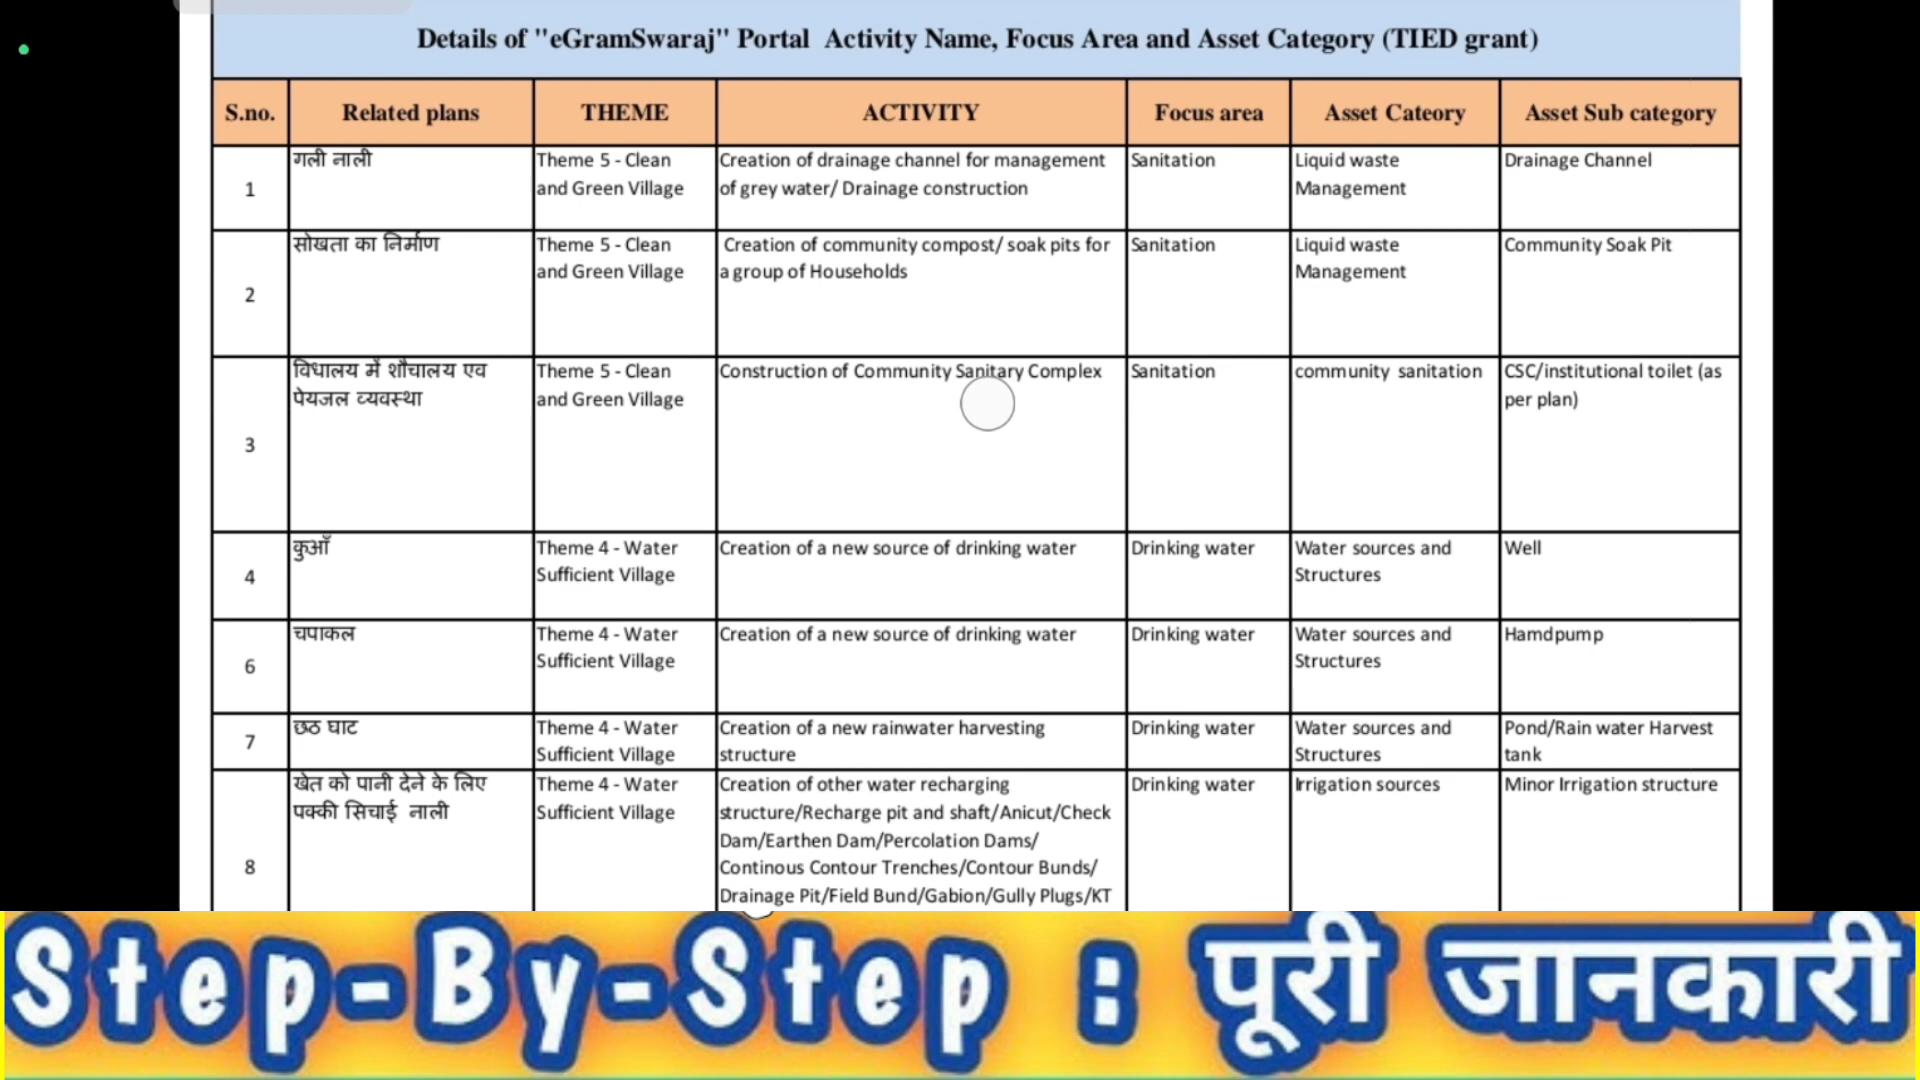 Details of "eGramSwaraj" Portal Activity Name, Focus Area and Asset Category (TIED grant)
S.no. Related plans THEME ACTIVITY Focus area Asset Cateory Asset Sub category
1 गली नाली Theme 5 - Clean and Green Village Creation of drainage channel for management of grey water/ Drainage construction Sanitation Liquid waste Management Drainage Channel
2 सोखता का निर्माण Theme 5 - Clean and Green Village Creation of community compost/ soak pits for a group of Households Sanitation Liquid waste Management Community Soak Pit
3 विधालय में शौचालय एव पेयजल व्यवस्था Theme 5 - Clean and Green Village Construction of Community Sanitary Complex Sanitation community sanitation CSC/institutional toilet (as per plan)
4 कुआँ Theme 4 - Water Sufficient Village Creation of a new source of drinking water Drinking water Water sources and Structures Well
6 चपाकल Theme 4 - Water Sufficient Village Creation of a new source of drinking water Drinking water Water sources and Structures Hamdpump
7 छठ घाट Theme 4 - Water Sufficient Village Creation of a new rainwater harvesting structure Drinking water Water sources and Structures Pond/Rain water Harvest tank
8 खेत को पानी देने के लिए पक्की सिचाई नाली Theme 4 - Water Sufficient Village Creation of other water recharging structure/Recharge pit and shaft/Anicut/Check Dam/Earthen Dam/Percolation Dams/ Continous Contour Trenches/Contour Bunds/ Drainage Pit/Field Bund/Gabion/Gully Plugs/KT Drinking water Irrigation sources Minor Irrigation structure
Step-By-Step : पूरी जानकारी